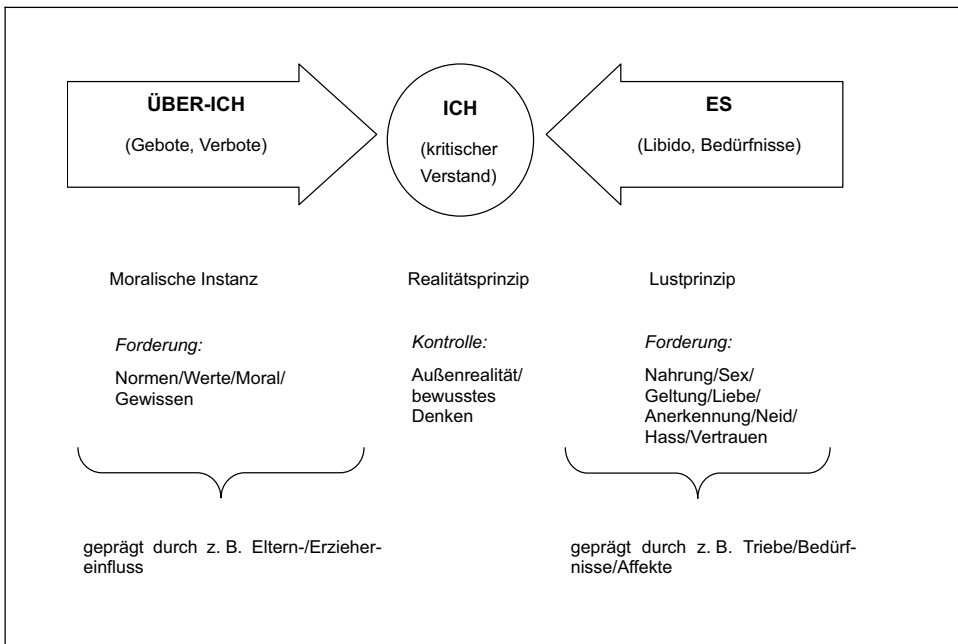 ÜBER-ICH
(Gebote, Verbote)
ICH
(kritischer
Verstand)
ES
(Libido, Bedürfnisse)
Moralische Instanz
Realitätsprinzip
Lustprinzip
Forderung:
Normen/Werte/Moral/
Gewissen
Kontrolle:
Außenrealität/
bewusstes
Denken
Forderung:
Nahrung/Sex/
Geltung/Liebe/
Anerkennung/Neid/
Hass/Vertrauen
geprägt durch z. B. Eltern-/Erzieher-
einfluss
geprägt durch z. B. Triebe/Bedürf-
nisse/Affekte